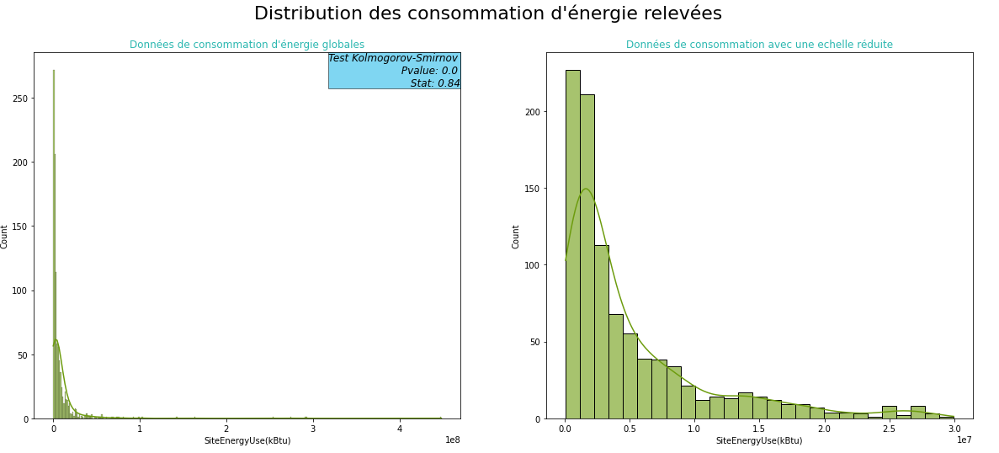 Distribution des consommation d'énergie relevées
Données de consommation d'énergie globales
Test Kolmogorov-Smirnov
Pvalue: 0.0
Stat: 0.84
250
200
150
100
50
0
Count
0 1 2 3 4
1e8
SiteEnergyUse(kBtu)
Données de consommation avec une echelle réduite
200
150
100
50
0
Count
0.0 0.5 1.0 1.5 2.0 2.5 3.0
1e7
SiteEnergyUse(kBtu)